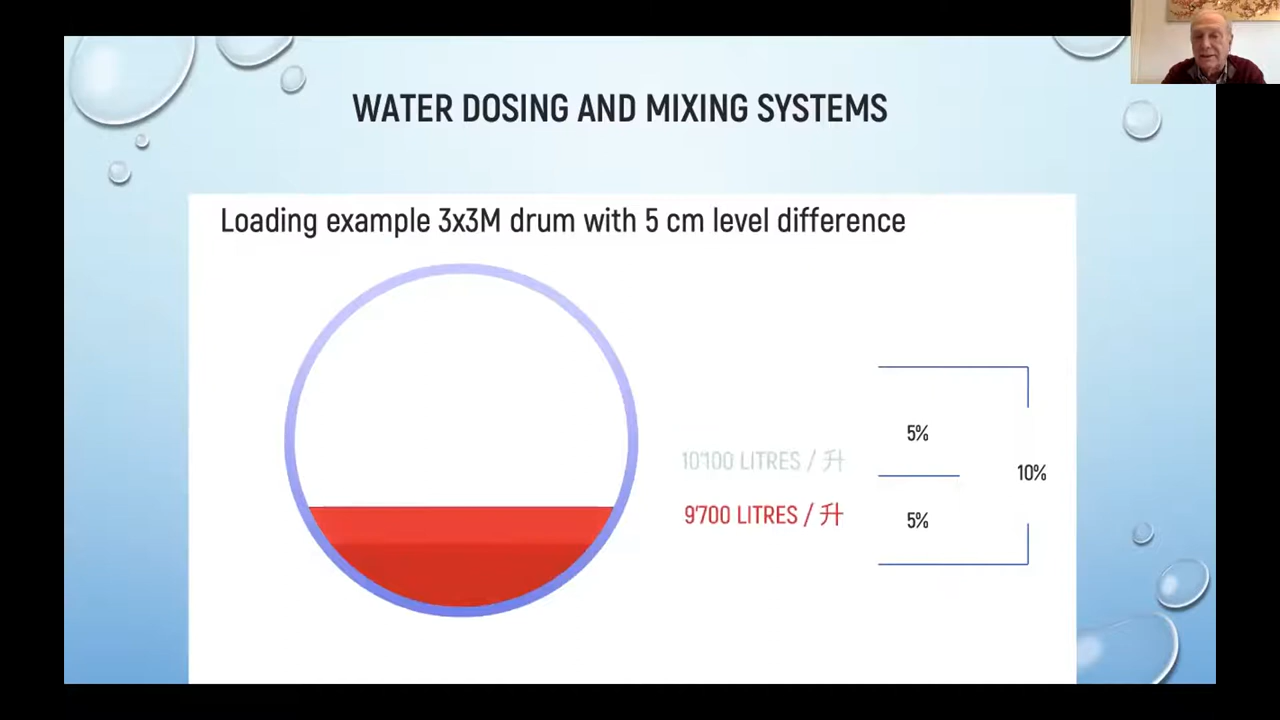 WATER DOSING AND MIXING SYSTEMS
Loading example 3x3M drum with 5 cm level difference
5%
10'100 LITRES / 升
10%
9'700 LITRES / 升
5%